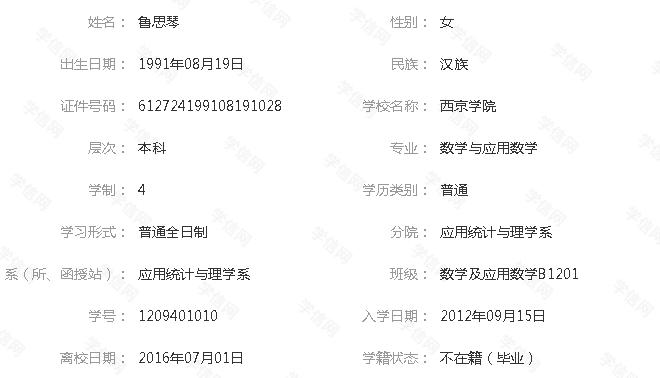 姓名： 鲁思琴 性别： 女
出生日期： 1991年08月19日 民族： 汉族
证件号码： 612724199108191028 学校名称： 西京学院
层次： 本科 专业： 数学与应用数学
学制： 4 学历类别： 普通
学习形式： 普通全日制 分院： 应用统计与理学系
系（所、函授站）： 应用统计与理学系 班级： 数学及应用数学B1201
学号： 1209401010 入学日期： 2012年09月15日
离校日期： 2016年07月01日 学籍状态： 不在籍（毕业）
学信网